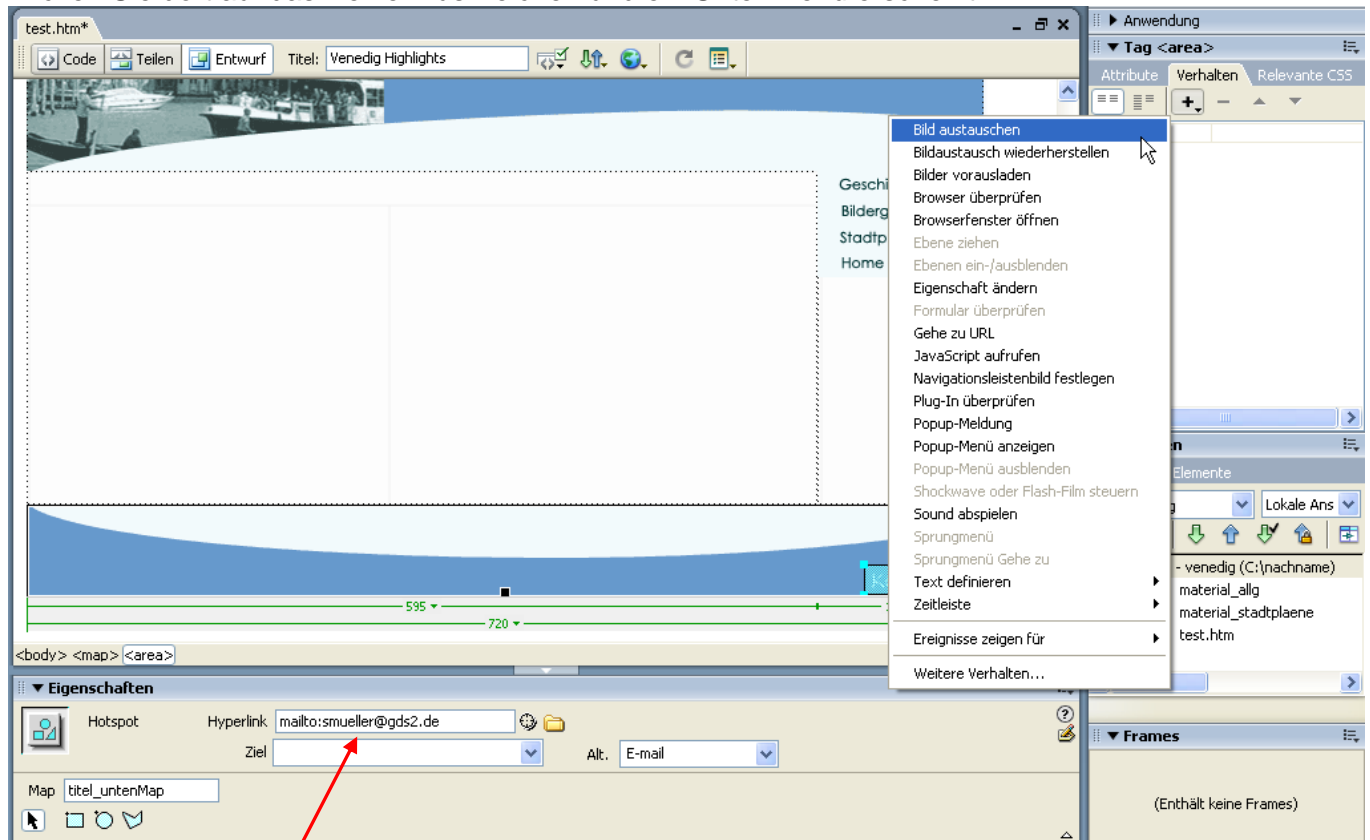 test.htm*
Code Teilen Entwurf Titel: Venedig Highlights
Geschi
Bilderg
Stadtp
Home
595
720
<body> <map> <area>
Bild austauschen
Bildaustausch wiederherstellen
Bilder vorausladen
Browser überprüfen
Browserfenster öffnen
Ebene ziehen
Ebenen ein-/ausblenden
Eigenschaft ändern
Formular überprüfen
Gehe zu URL
JavaScript aufrufen
Navigationsleistenbild festlegen
Plug-In überprüfen
Popup-Meldung
Popup-Menü anzeigen
Popup-Menü ausblenden
Shockwave oder Flash-Film steuern
Sound abspielen
Sprungmenü
Sprungmenü Gehe zu
Text definieren
Zeitleiste
Ereignisse zeigen für
Weitere Verhalten...
Anwendung
Tag <area>
Attribute Verhalten Relevante CSS
Elemente
Lokale Ans
- venedig (C:\nachname)
material_allg
material_stadtplaene
test.htm
Frames
(Enthält keine Frames)
Eigenschaften
Hotspot Hyperlink mailto:smueller@gds2.de
Ziel Alt. E-mail
Map titel_untenMap